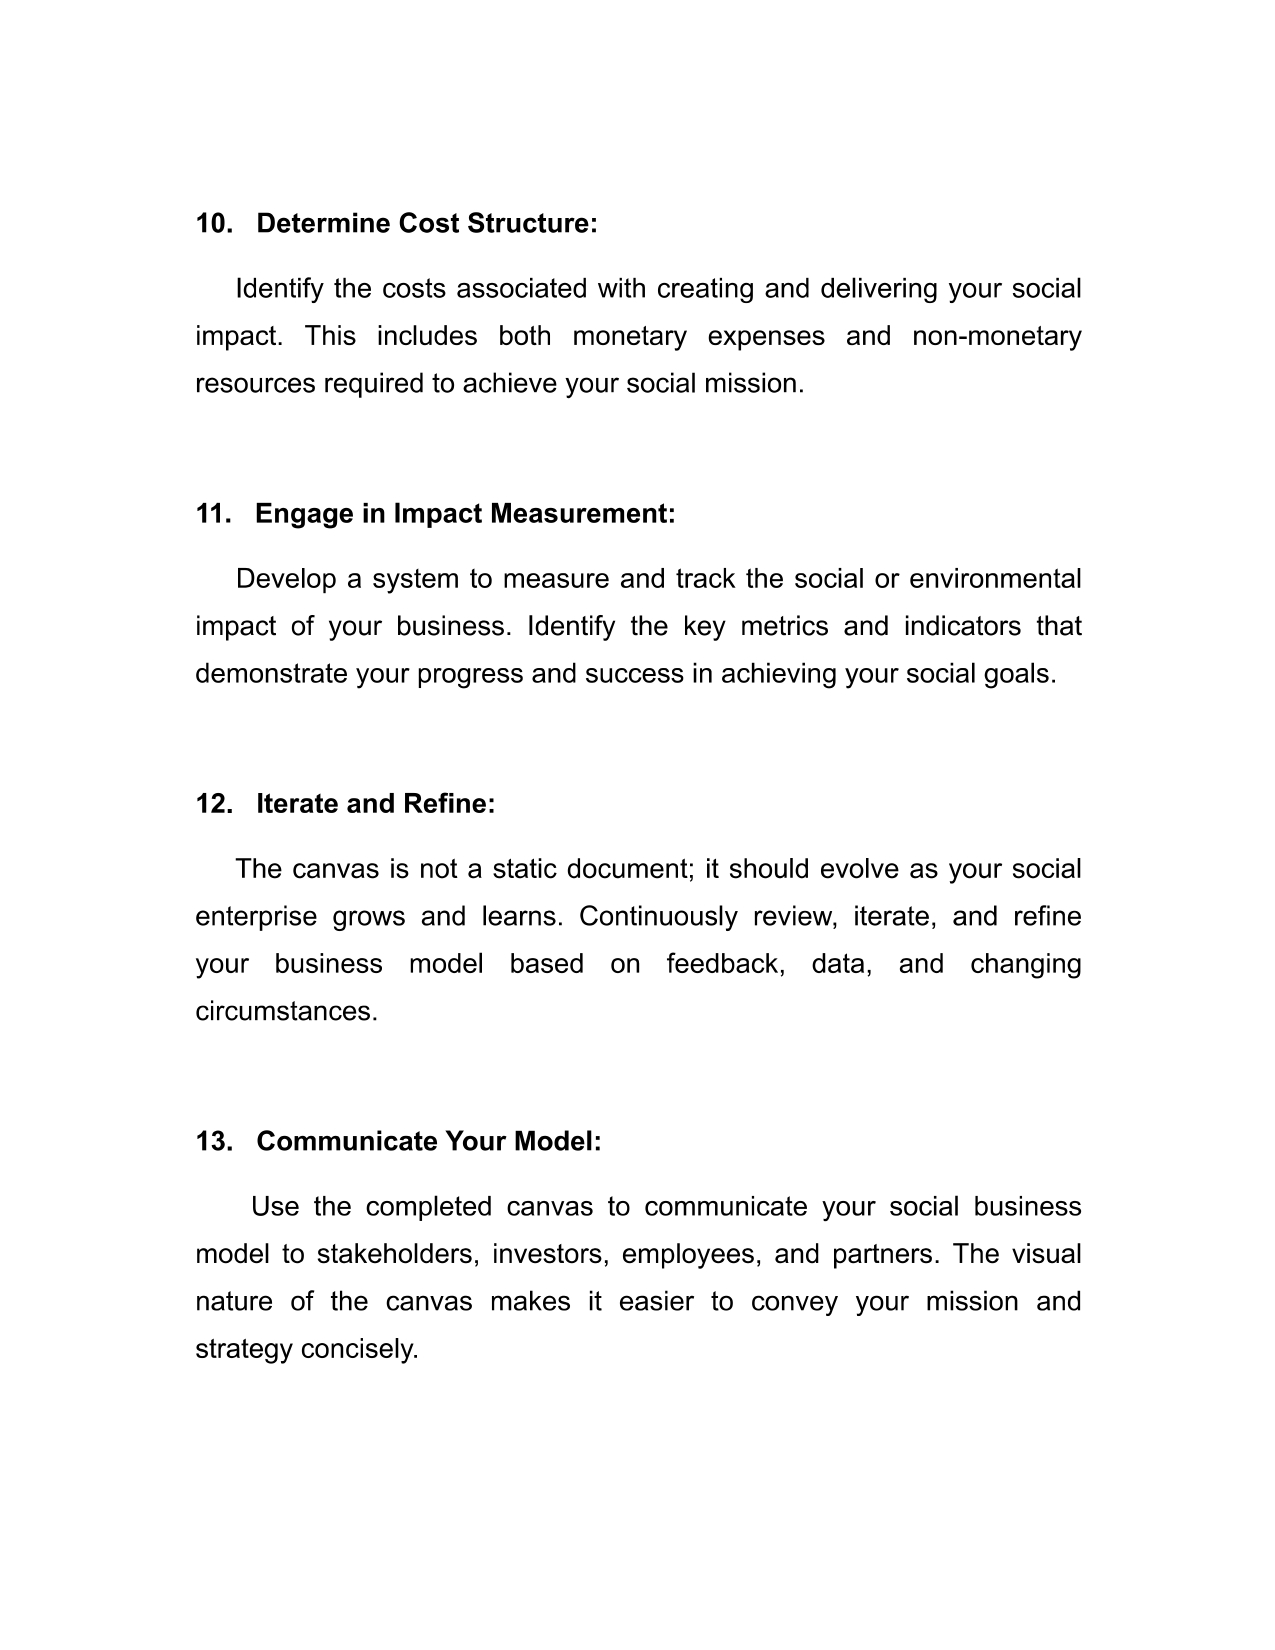 10. Determine Cost Structure:
Identify the costs associated with creating and delivering your social
impact. This includes both monetary expenses and non-monetary
resources required to achieve your social mission.
11. Engage in Impact Measurement:
Develop a system to measure and track the social or environmental
impact of your business. Identify the key metrics and indicators that
demonstrate your progress and success in achieving your social goals.
12. Iterate and Refine:
The canvas is not a static document; it should evolve as your social
enterprise grows and learns. Continuously review, iterate, and refine
your business model based on feedback, data, and changing
circumstances.
13. Communicate Your Model:
Use the completed canvas to communicate your social business
model to stakeholders, investors, employees, and partners. The visual
nature of the canvas makes it easier to convey your mission and
strategy concisely.